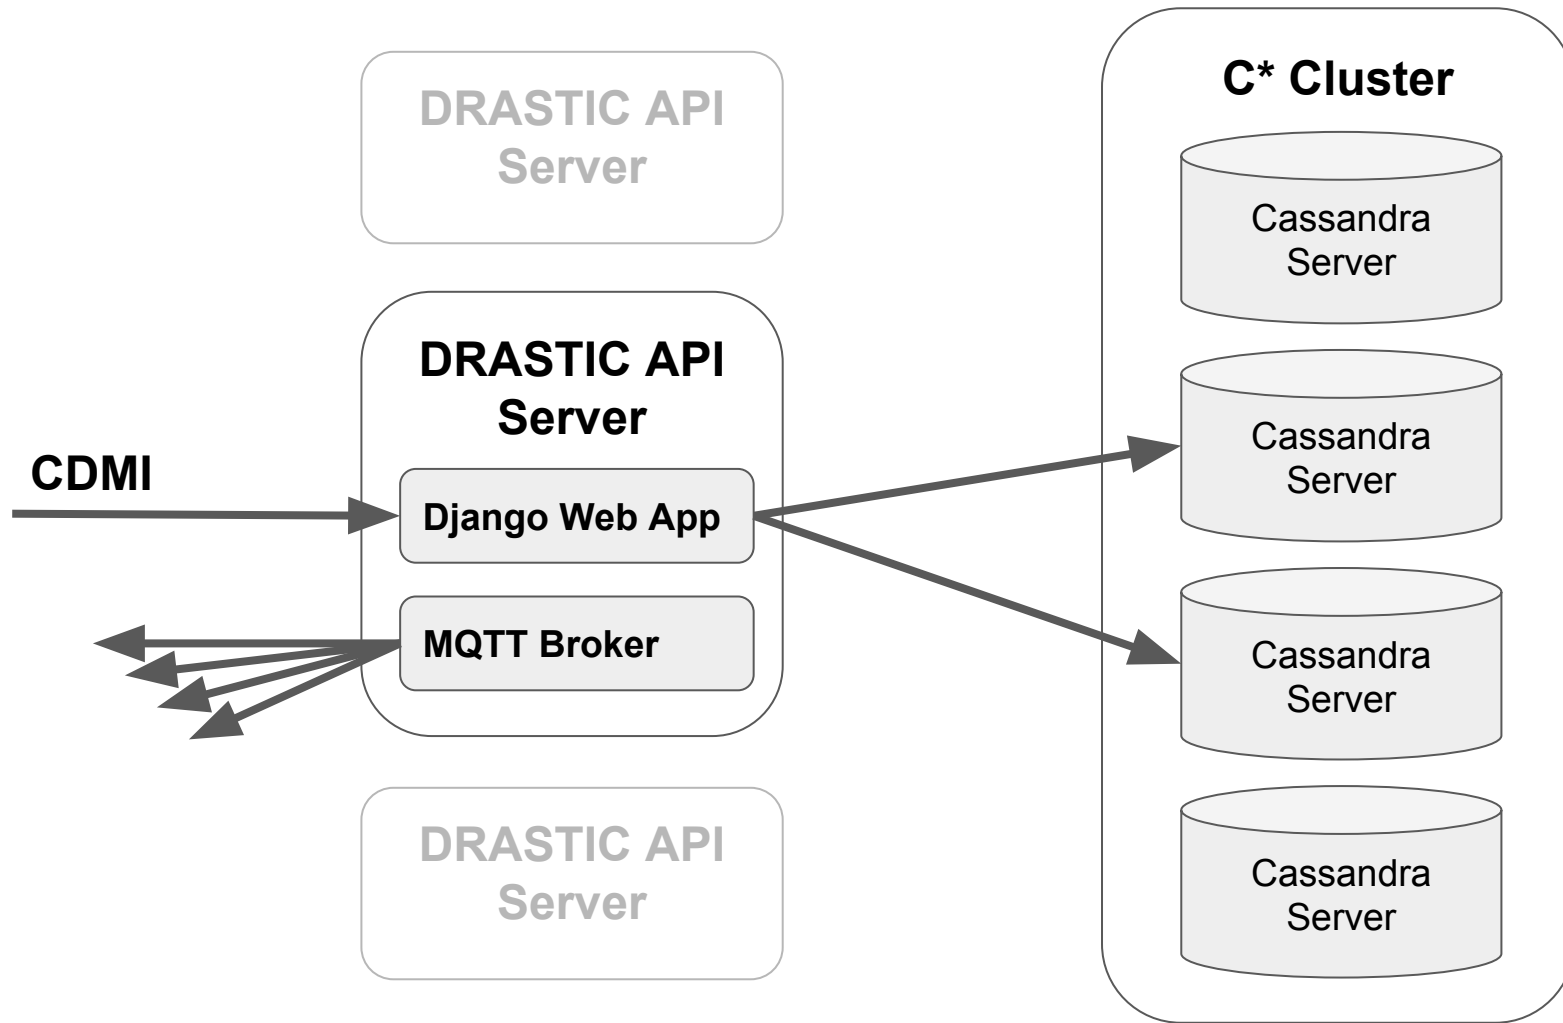 DRASTIC API
Server
DRASTIC API
Server
CDMI
Django Web App
MQTT Broker
DRASTIC API
Server
C* Cluster
Cassandra
Server
Cassandra
Server
Cassandra
Server
Cassandra
Server